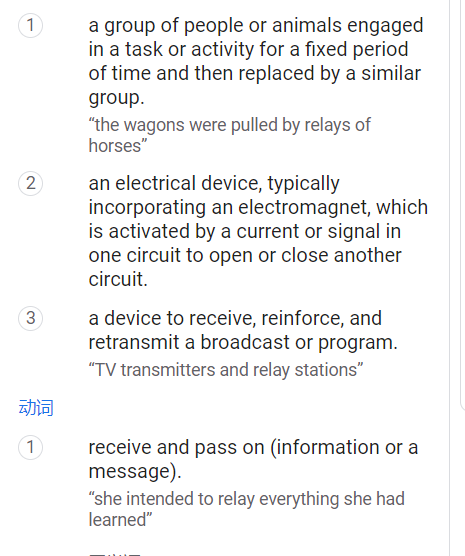 1
a group of people or animals engaged
in a task or activity for a fixed period
of time and then replaced by a similar
group.
“the wagons were pulled by relays of
horses”
2
an electrical device, typically
incorporating an electromagnet, which
is activated by a current or signal in
one circuit to open or close another
circuit.
3
a device to receive, reinforce, and
retransmit a broadcast or program.
“TV transmitters and relay stations”
动词
1
receive and pass on (information or a
message).
“she intended to relay everything she had
learned”